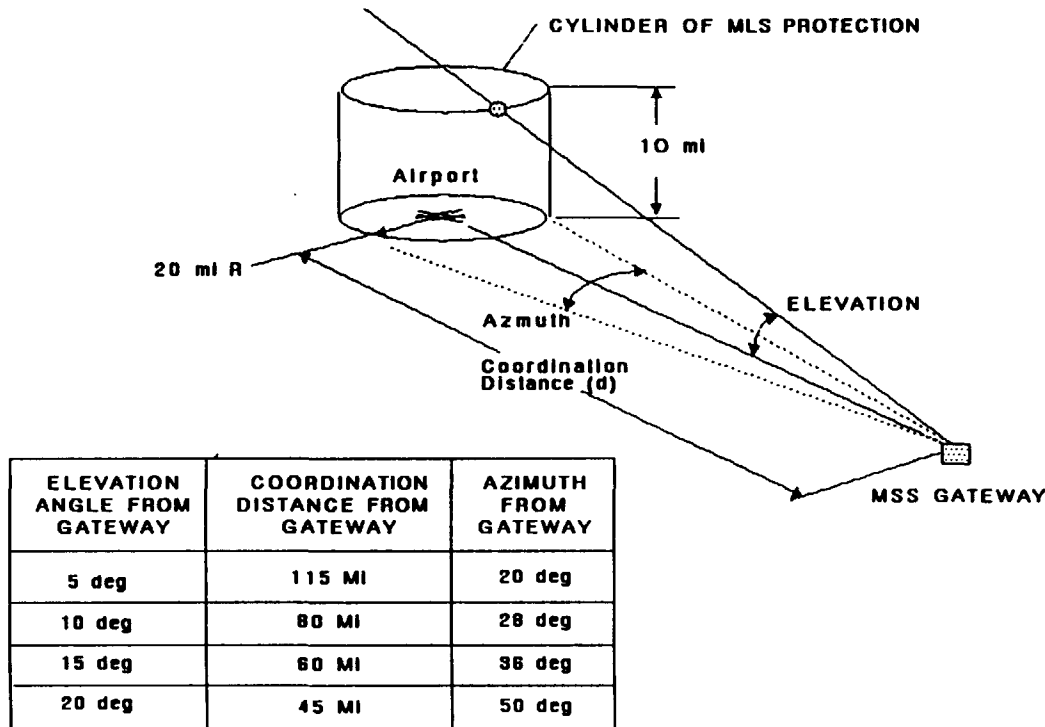 CYLINDER OF MLS PROTECTION
10 mi
Airport
20 mi R
ELEVATION
Azmuth
Coordination
Distance (d)
MSS GATEWAY
ELEVATION
ANGLE FROM
GATEWAY
COORDINATION
DISTANCE FROM
GATEWAY
AZIMUTH
FROM
GATEWAY
5 deg
115 MI
20 deg
10 deg
80 MI
28 deg
15 deg
60 MI
36 deg
20 deg
45 MI
50 deg